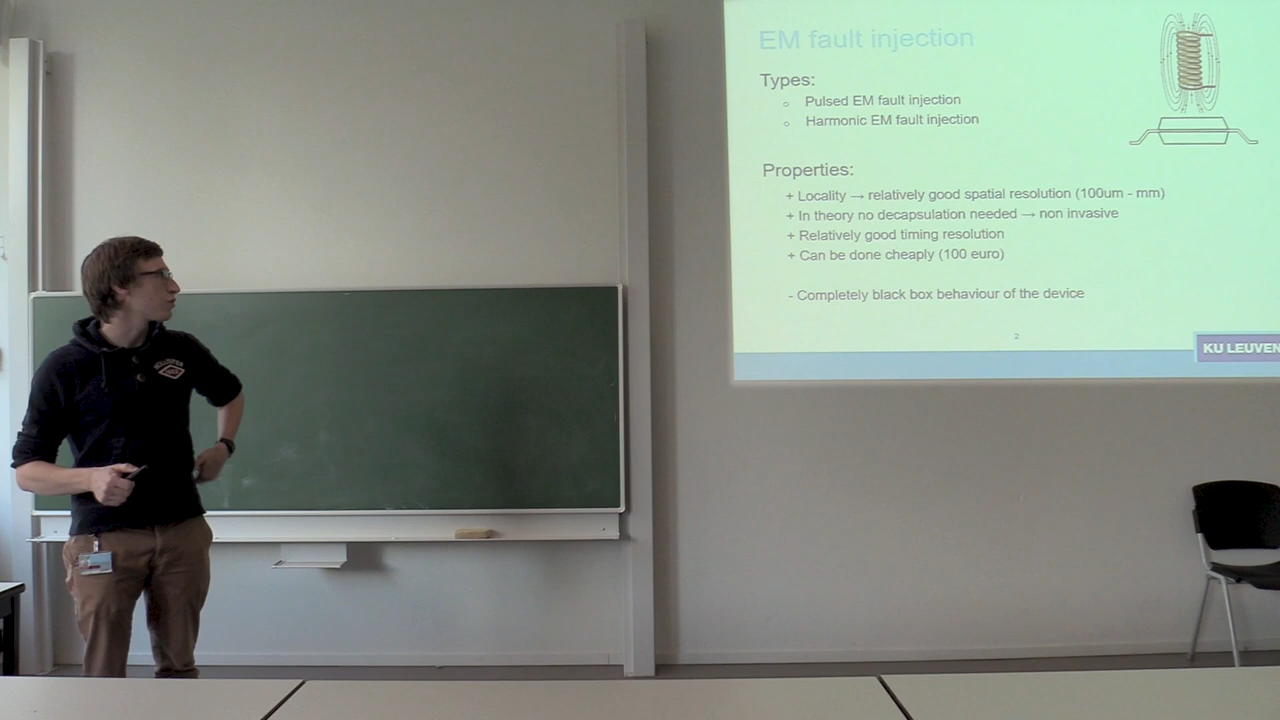 EM fault injection
Types:
Pulsed EM fault injection
Harmonic EM fault injection
Properties:
+ Locality → relatively good spatial resolution (100um - mm)
+ In theory no decapsulation needed → non invasive
+ Relatively good timing resolution
+ Can be done cheaply (100 euro)
- Completely black box behaviour of the device
2
KU LEUVEN